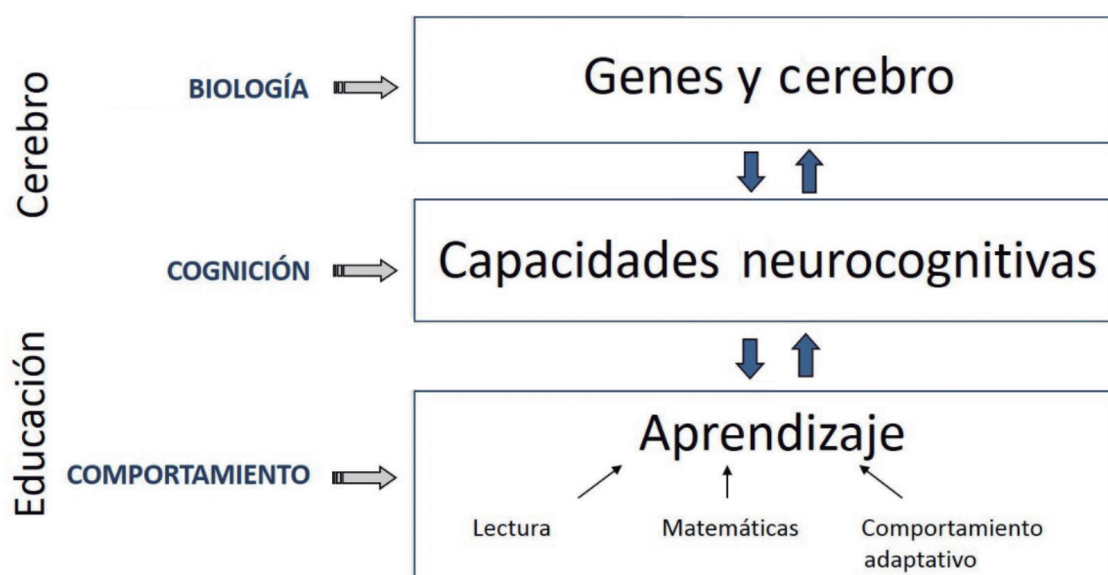 Cerebro
BIOLOGÍA
Genes y cerebro
COGNICIÓN
Capacidades neurocognitivas
Educación
COMPORTAMIENTO
Aprendizaje
Lectura
Matemáticas
Comportamiento
adaptativo